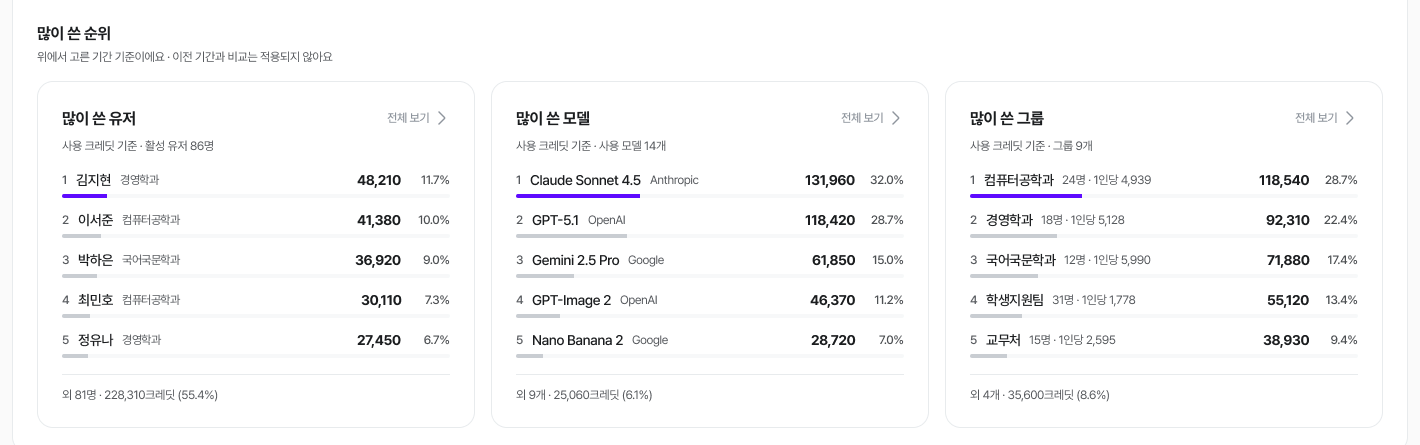 많이 쓴 순위
위에서 고른 기간 기준이에요 · 이전 기간과 비교는 적용되지 않아요
많이 쓴 유저 전체 보기
사용 크레딧 기준 · 활성 유저 86명
1 김지현 경영학과 48,210 11.7%
2 이서준 컴퓨터공학과 41,380 10.0%
3 박하은 국어국문학과 36,920 9.0%
4 최민호 컴퓨터공학과 30,110 7.3%
5 정유나 경영학과 27,450 6.7%
외 81명 · 228,310크레딧 (55.4%)
많이 쓴 모델 전체 보기
사용 크레딧 기준 · 사용 모델 14개
1 Claude Sonnet 4.5 Anthropic 131,960 32.0%
2 GPT-5.1 OpenAI 118,420 28.7%
3 Gemini 2.5 Pro Google 61,850 15.0%
4 GPT-Image 2 OpenAI 46,370 11.2%
5 Nano Banana 2 Google 28,720 7.0%
외 9개 · 25,060크레딧 (6.1%)
많이 쓴 그룹 전체 보기
사용 크레딧 기준 · 그룹 9개
1 컴퓨터공학과 24명 · 1인당 4,939 118,540 28.7%
2 경영학과 18명 · 1인당 5,128 92,310 22.4%
3 국어국문학과 12명 · 1인당 5,990 71,880 17.4%
4 학생지원팀 31명 · 1인당 1,778 55,120 13.4%
5 교무처 15명 · 1인당 2,595 38,930 9.4%
외 4개 · 35,600크레딧 (8.6%)